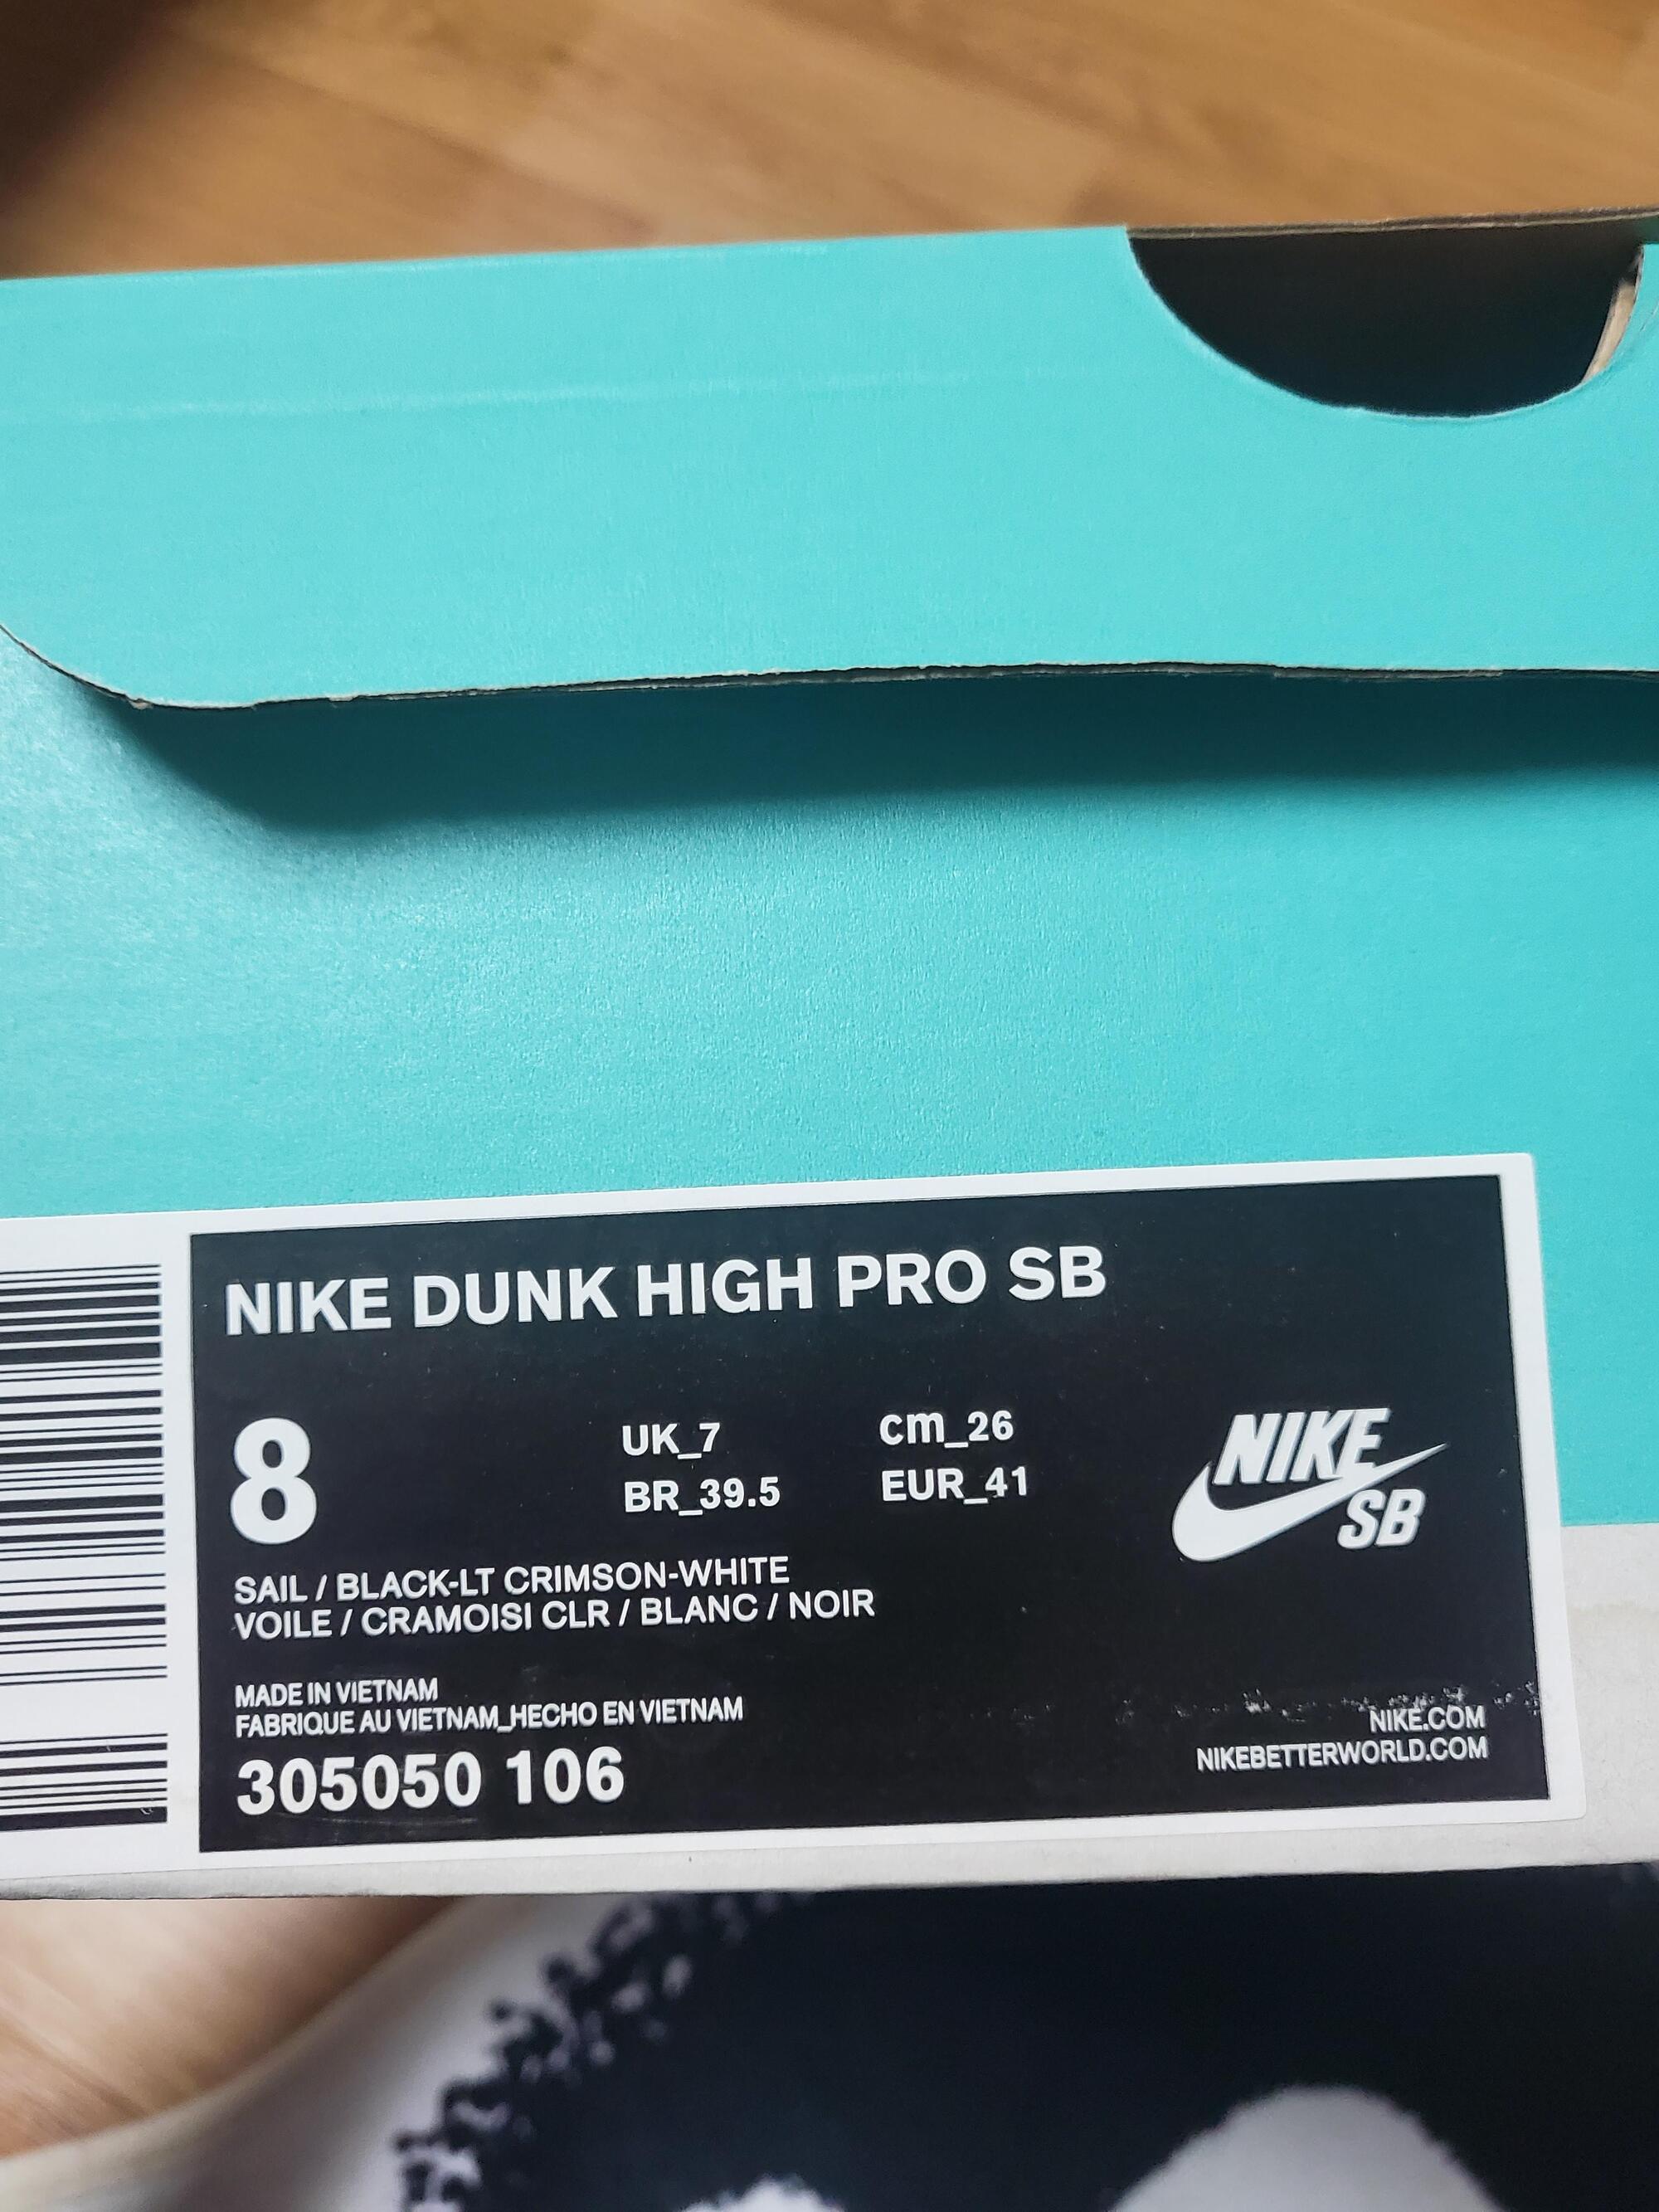 NIKE DUNK HIGH PRO SB
8
UK_7
cm_26
BR_39.5
EUR_41
NIKE
SB
SAIL / BLACK-LT CRIMSON-WHITE
VOILE / CRAMOISI CLR / BLANC / NOIR
MADE IN VIETNAM
FABRIQUE AU VIETNAM_HECHO EN VIETNAM
305050 106
NIKE.COM
NIKEBETTERWORLD.COM